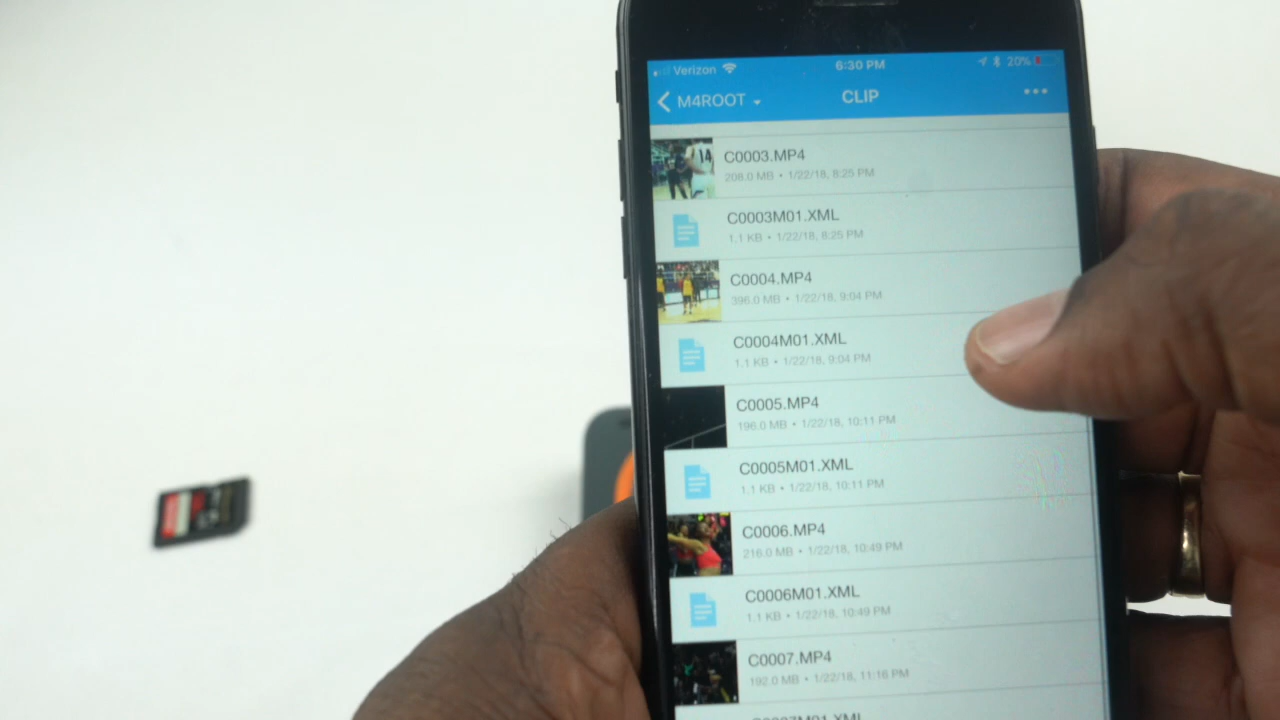 Verizon 6:30 PM 20%
M4ROOT CLIP
14
C0003.MP4
208.0 MB • 1/22/18, 8:25 PM
C0003M01.XML
1.1 KB • 1/22/18, 8:25 PM
C0004.MP4
396.0 MB • 1/22/18, 9:04 PM
C0004M01.XML
1.1 KB • 1/22/18, 9:04 PM
C0005.MP4
196.0 MB • 1/22/18, 10:11 PM
C0005M01.XML
1.1 KB • 1/22/18, 10:11 PM
C0006.MP4
216.0 MB • 1/22/18, 10:49 PM
C0006M01.XML
1.1 KB • 1/22/18, 10:49 PM
C0007.MP4
192.0 MB • 1/22/18, 11:16 PM
C0007M01.XML